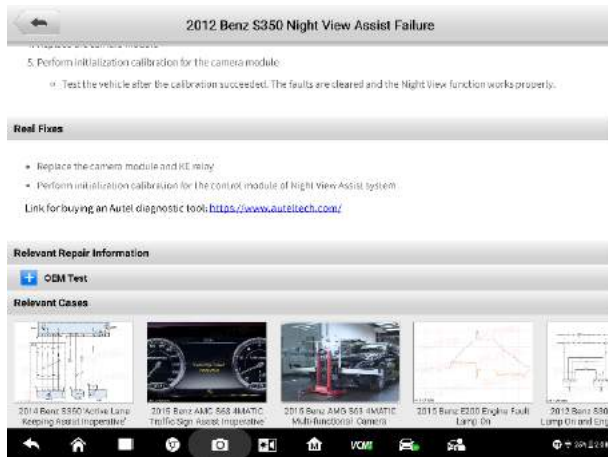 2012 Benz S350 Night View Assist Failure
5. Perform initialization calibration for the camera module
Test the vehicle after the calibration succeeded. The faults are cleared and the Night View function works properly.
Real Fixes
Replace the camera module and KE relay
Perform initialization calibration for the control module of Night View Assist system
Link for buying an Autel diagnostic tool: https://www.auteltech.com/
Relevant Repair Information
OEM Test
Relevant Cases
2014 Benz S350 'Active Lane
Keeping Assist Inoperative'
2015 Benz AMG S63 4MATIC
Traffic Sign Assist Inoperative
2015 Benz AMG S63 4MATIC
Multi-functional Camera
2015 Benz E200 Engine Fault
Lamp On
2012 Benz
Lamp On and Eng
VCMI